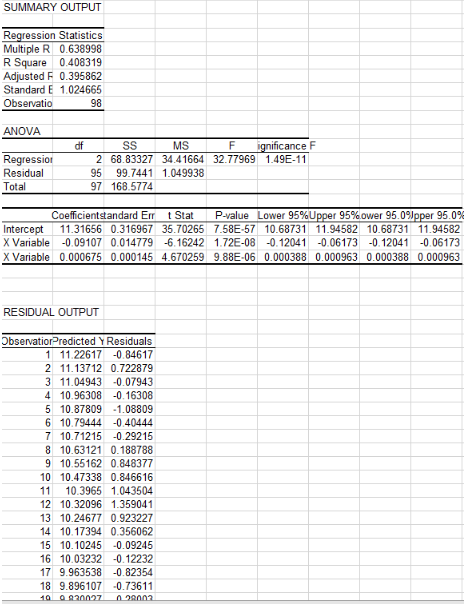 SUMMARY OUTPUT
Regression Statistics
Multiple R 0.638998
R Square 0.408319
Adjusted R 0.395862
Standard E 1.024665
Observatio 98
ANOVA
df SS MS F ignificance F
Regression 2 68.83327 34.41664 32.77969 1.49E-11
Residual 95 99.7441 1.049938
Total 97 168.5774
Coefficientstandard Err t Stat P-value Lower 95%Upper 95%ower 95.0%pper 95.0%
Intercept 11.31656 0.316967 35.70265 7.58E-57 10.68731 11.94582 10.68731 11.94582
X Variable -0.09107 0.014779 -6.16242 1.72E-08 -0.12041 -0.06173 -0.12041 -0.06173
X Variable 0.000675 0.000145 4.670259 9.88E-06 0.000388 0.000963 0.000388 0.000963
RESIDUAL OUTPUT
ObservationPredicted Y Residuals
1 11.22617 -0.84617
2 11.13712 0.722879
3 11.04943 -0.07943
4 10.96308 -0.16308
5 10.87809 -1.08809
6 10.79444 -0.40444
7 10.71215 -0.29215
8 10.63121 0.188788
9 10.55162 0.848377
10 10.47338 0.846616
11 10.3965 1.043504
12 10.32096 1.359041
13 10.24677 0.923227
14 10.17394 0.356062
15 10.10245 -0.09245
16 10.03232 -0.12232
17 9.963538 -0.82354
18 9.896107 -0.73611
19 9.830027 0.28003